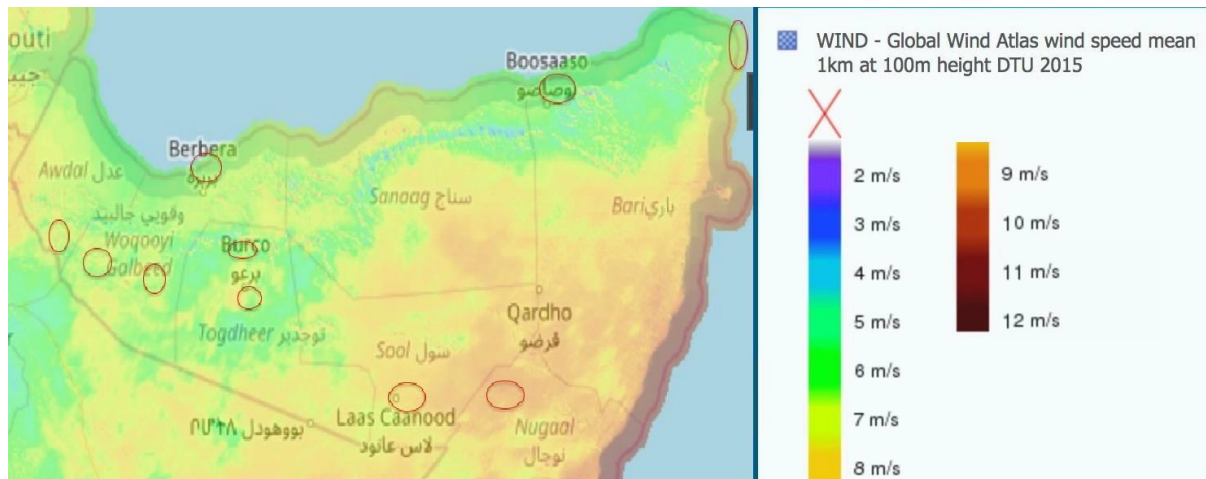 outi
جيب
Boosaaso
بوصاصو
Berbera
بربرة
Awdal عدل
Sanaag سناج
Bari باري
وقويي جالبيد
Woqooyi
Galbeed
Burco
برعو
Togdheer توجدير
Qardho
قرضو
Sool سول
بووهودل
Laas Caanood
لاس عانود
Nugaal
نوجال
WIND - Global Wind Atlas wind speed mean
1km at 100m height DTU 2015
2 m/s
3 m/s
4 m/s
5 m/s
6 m/s
7 m/s
8 m/s
9 m/s
10 m/s
11 m/s
12 m/s